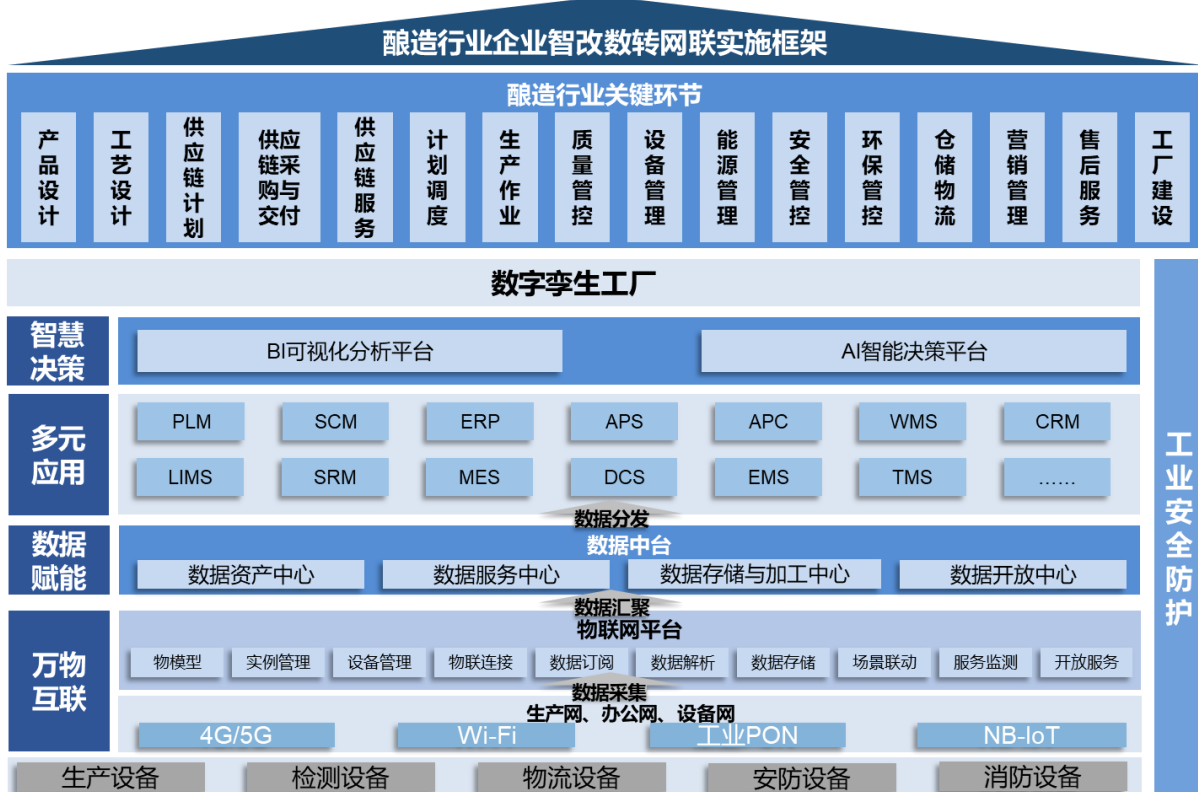 酿造行业企业智改数转网联实施框架
酿造行业关键环节
产品设计
工艺设计
供应链计划
供应链采购与交付
供应链服务
计划调度
生产作业
质量管控
设备管理
能源管理
安全管控
环保管控
仓储物流
营销管理
售后服务
工厂建设
数字孪生工厂
智慧
决策
BI可视化分析平台
AI智能决策平台
多元
应用
PLM
SCM
ERP
APS
APC
WMS
CRM
LIMS
SRM
MES
DCS
EMS
TMS
……
数据分发
数据
赋能
数据中台
数据资产中心
数据服务中心
数据存储与加工中心
数据开放中心
数据汇聚
万物
互联
物联网平台
物模型
实例管理
设备管理
物联连接
数据订阅
数据解析
数据存储
场景联动
服务监测
开放服务
数据采集
生产网、办公网、设备网
4G/5G
Wi-Fi
工业PON
NB-IoT
生产设备
检测设备
物流设备
安防设备
消防设备
工业安全防护